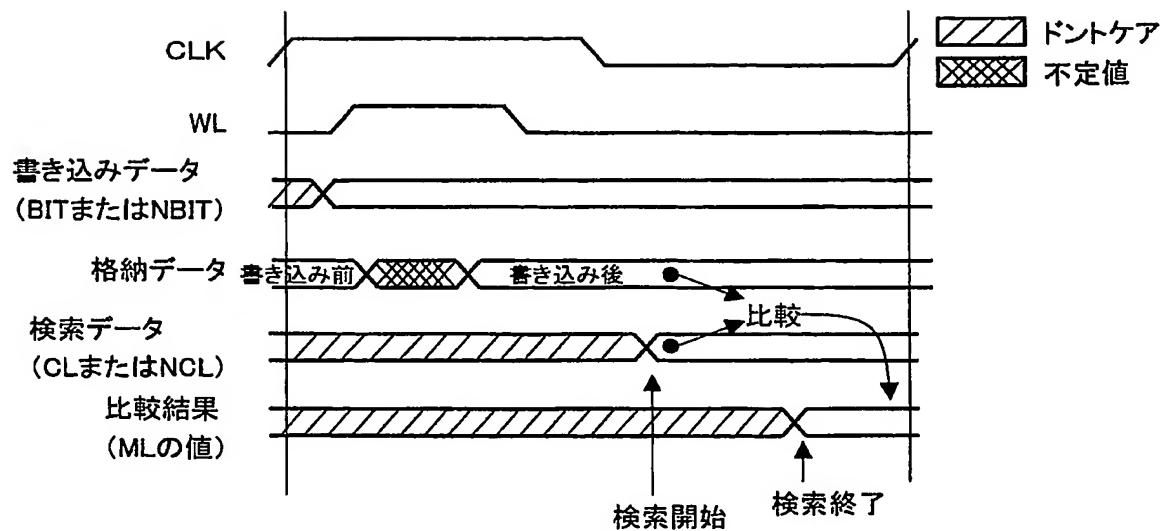 CLK
ドントケア
不定値
WL
書き込みデータ
(BITまたはNBIT)
格納データ
書き込み前
書き込み後
検索データ
(CLまたはNCL)
比較
比較結果
(MLの値)
検索開始
検索終了